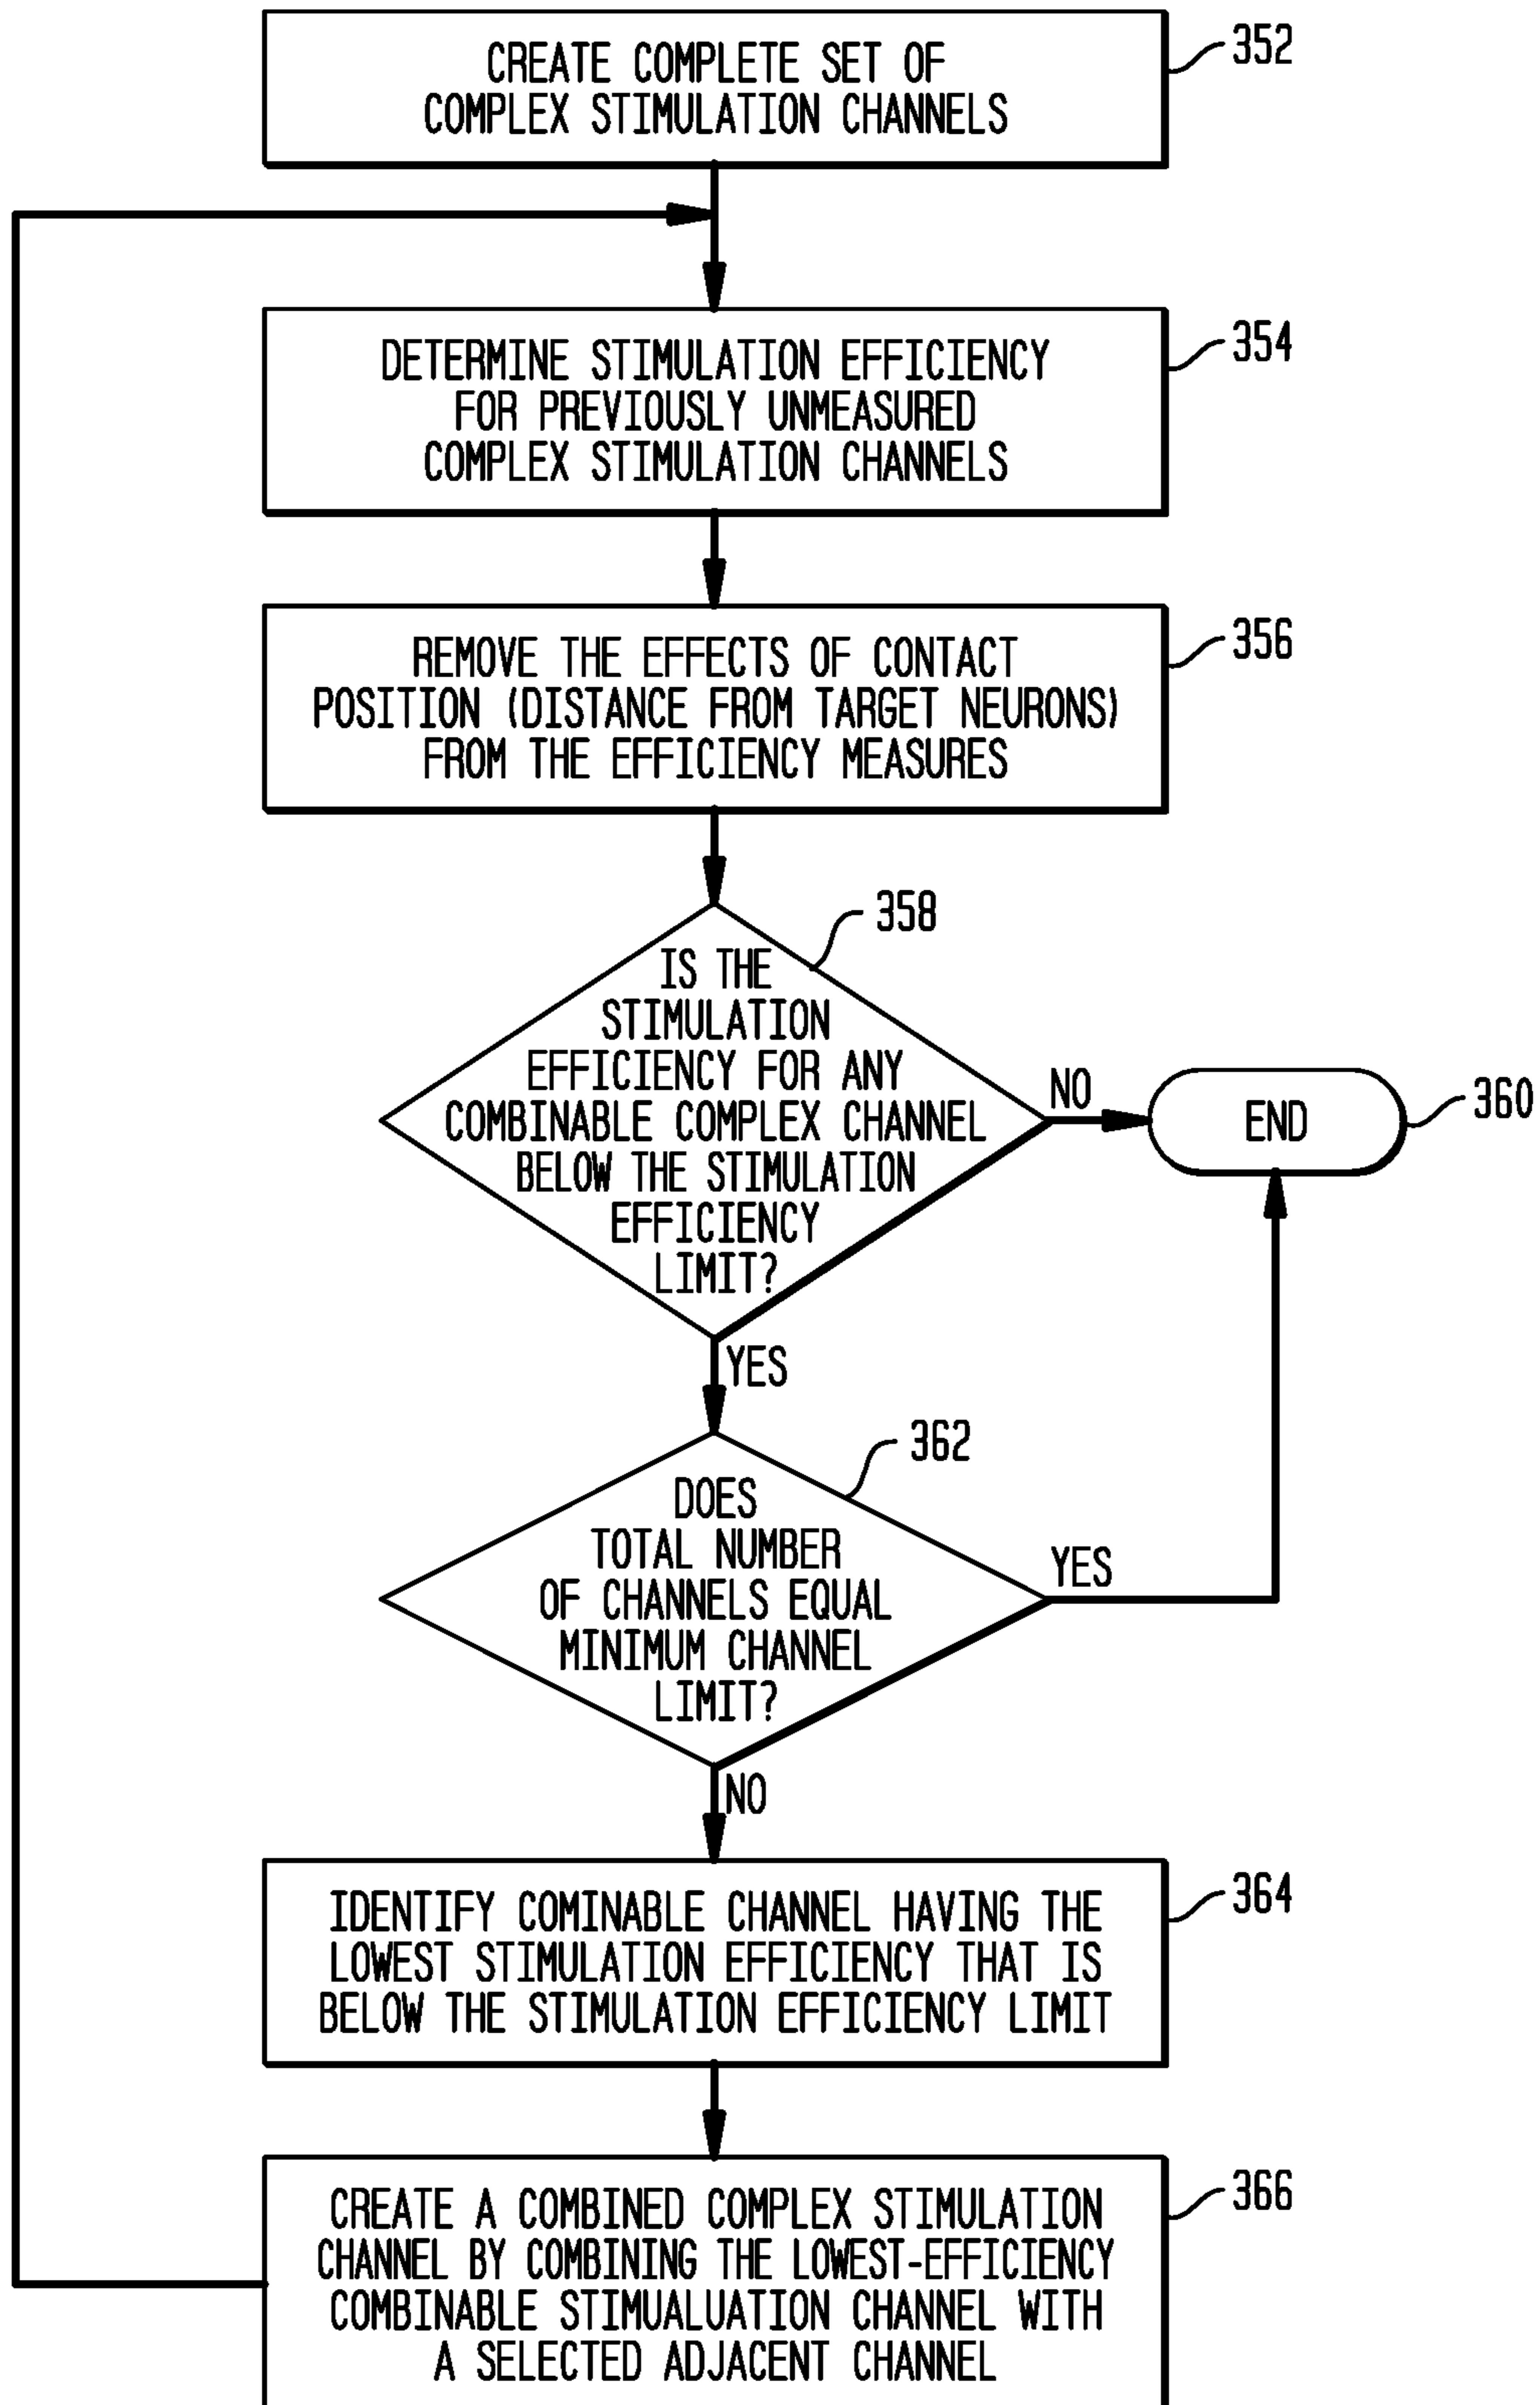 CREATE COMPLETE SET OF
COMPLEX STIMULATION CHANNELS
352
DETERMINE STIMULATION EFFICIENCY
FOR PREVIOUSLY UNMEASURED
COMPLEX STIMULATION CHANNELS
354
REMOVE THE EFFECTS OF CONTACT
POSITION (DISTANCE FROM TARGET NEURONS)
FROM THE EFFICIENCY MEASURES
356
358
IS THE
STIMULATION
EFFICIENCY FOR ANY
COMBINABLE COMPLEX CHANNEL
BELOW THE STIMULATION
EFFICIENCY
LIMIT?
NO
END
360
YES
362
DOES
TOTAL NUMBER
OF CHANNELS EQUAL
MINIMUM CHANNEL
LIMIT?
YES
NO
IDENTIFY COMINABLE CHANNEL HAVING THE
LOWEST STIMULATION EFFICIENCY THAT IS
BELOW THE STIMULATION EFFICIENCY LIMIT
364
CREATE A COMBINED COMPLEX STIMULATION
CHANNEL BY COMBINING THE LOWEST-EFFICIENCY
COMBINABLE STIMUALUATION CHANNEL WITH
A SELECTED ADJACENT CHANNEL
366